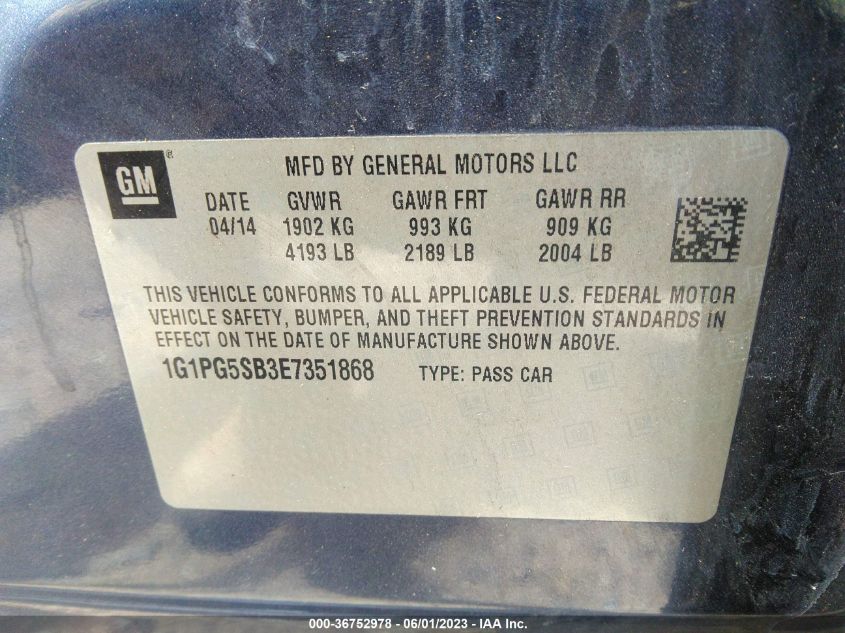 GM®
MFD BY GENERAL MOTORS LLC
DATE GVWR GAWR FRT GAWR RR
04/14 1902 KG 993 KG 909 KG
4193 LB 2189 LB 2004 LB
THIS VEHICLE CONFORMS TO ALL APPLICABLE U.S. FEDERAL MOTOR
VEHICLE SAFETY, BUMPER, AND THEFT PREVENTION STANDARDS IN
EFFECT ON THE DATE OF MANUFACTURE SHOWN ABOVE.
1G1PG5SB3E7351868 TYPE: PASS CAR
000-36752978 - 06/01/2023 - IAA Inc.